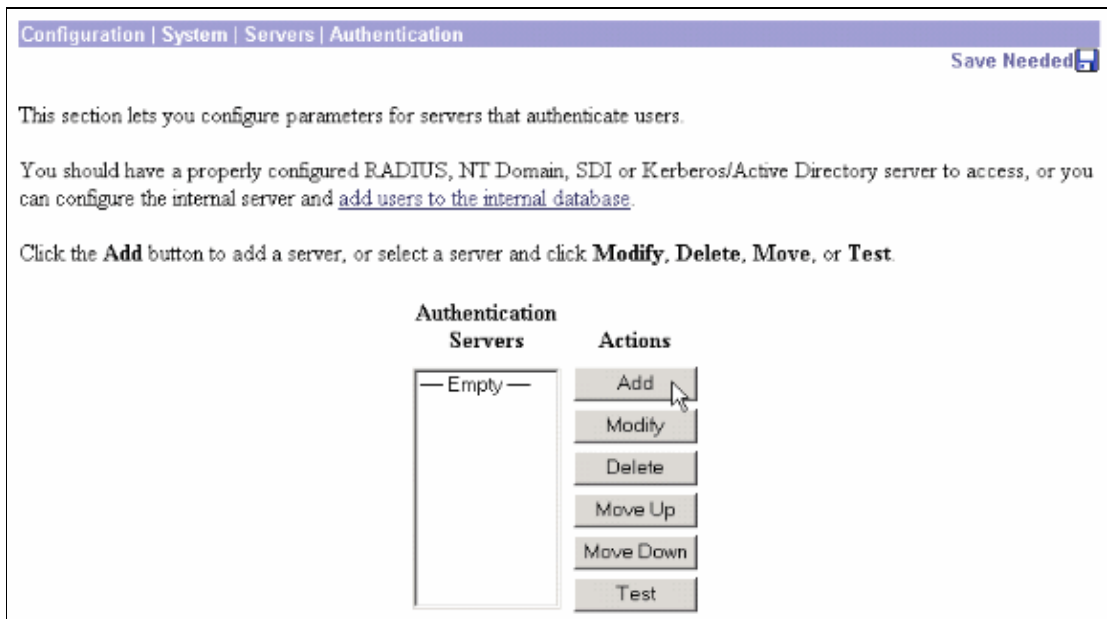 Configuration | System | Servers | Authentication
Save Needed
This section lets you configure parameters for servers that authenticate users.
You should have a properly configured RADIUS, NT Domain, SDI or Kerberos/Active Directory server to access, or you
can configure the internal server and add users to the internal database.
Click the Add button to add a server, or select a server and click Modify, Delete, Move, or Test.
Authentication
Servers
Actions
— Empty —
Add
Modify
Delete
Move Up
Move Down
Test